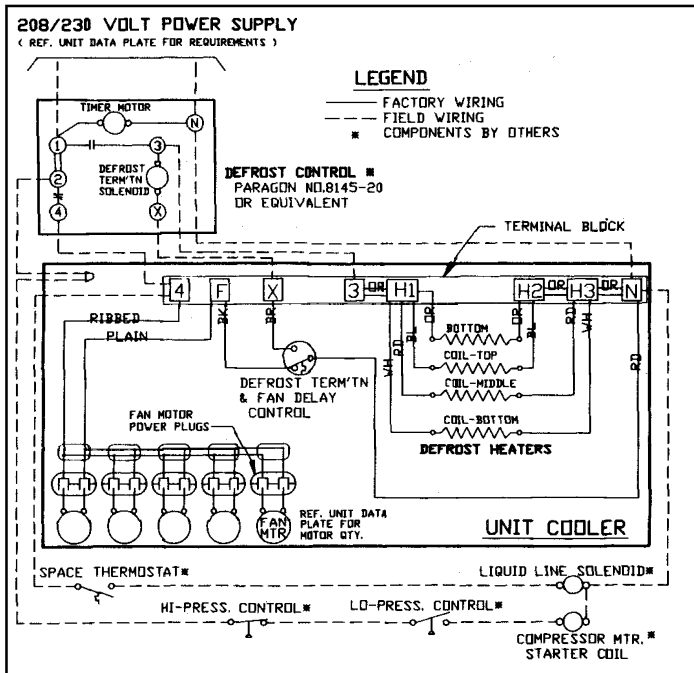 208/230 VOLT POWER SUPPLY
( REF. UNIT DATA PLATE FOR REQUIREMENTS )
LEGEND
FACTORY WIRING
FIELD WIRING
* COMPONENTS BY OTHERS
TIMER MOTOR
1
N
3
2
DEFROST
TERM'TN
SOLENOID
4
X
DEFROST CONTROL *
PARAGON NO.8145-20
OR EQUIVALENT
TERMINAL BLOCK
4
F
X
3
OR
H1
H2
OR
H3
OR
N
RIBBED
PLAIN
BK
BR
WH
RD
BL
OR
OR
BL
RD
WH
RD
BOTTOM
COIL-TOP
COIL-MIDDLE
COIL-BOTTOM
DEFROST HEATERS
DEFROST TERM'TN
& FAN DELAY
CONTROL
FAN MOTOR
POWER PLUGS
FAN
MTR
REF. UNIT DATA
PLATE FOR
MOTOR QTY.
UNIT COOLER
SPACE THERMOSTAT*
LIQUID LINE SOLENOID*
HI-PRESS. CONTROL*
LO-PRESS. CONTROL*
COMPRESSOR MTR. *
STARTER COIL